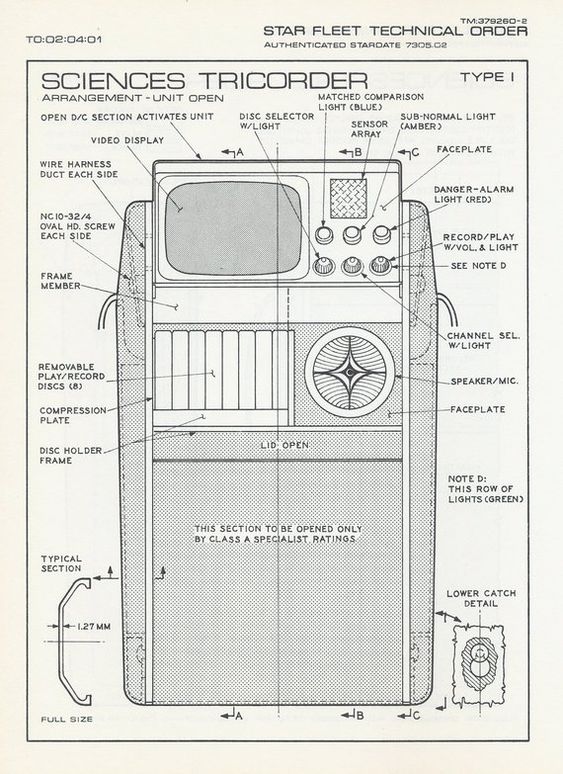 TM:379260-2
STAR FLEET TECHNICAL ORDER
TO:02:04:01
AUTHENTICATED STARDATE 7305.02
SCIENCES TRICORDER
TYPE I
ARRANGEMENT - UNIT OPEN
MATCHED COMPARISON
LIGHT (BLUE)
OPEN D/C SECTION ACTIVATES UNIT
DISC SELECTOR
W/LIGHT
SENSOR
ARRAY
SUB-NORMAL LIGHT
(AMBER)
VIDEO DISPLAY
A
B
C
FACEPLATE
WIRE HARNESS
DUCT EACH SIDE
DANGER-ALARM
LIGHT (RED)
NC10-32/4
OVAL HD. SCREW
EACH SIDE
RECORD/PLAY
W/VOL. & LIGHT
SEE NOTE D
FRAME
MEMBER
CHANNEL SEL.
W/LIGHT
REMOVABLE
PLAY/RECORD
DISCS (8)
SPEAKER/MIC.
COMPRESSION
PLATE
FACEPLATE
DISC HOLDER
FRAME
LID OPEN
NOTE D:
THIS ROW OF
LIGHTS (GREEN)
THIS SECTION TO BE OPENED ONLY
BY CLASS A SPECIALIST RATINGS
TYPICAL
SECTION
LOWER CATCH
DETAIL
1.27 MM
FULL SIZE
A
B
C